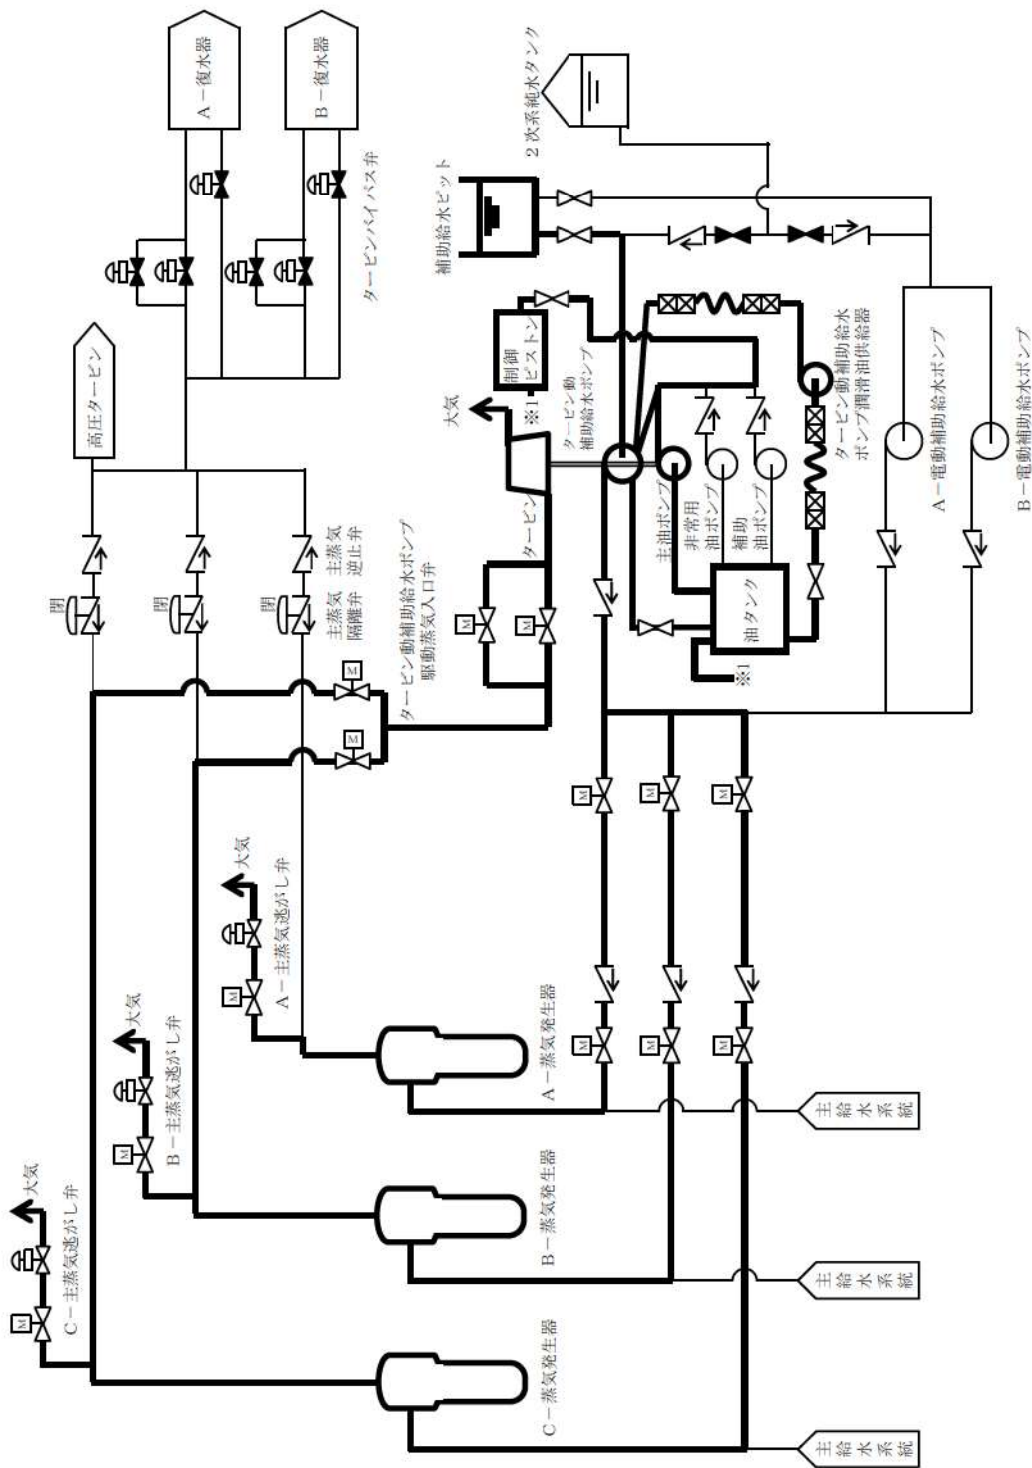 A－復水器
B－復水器
タービンバイパス弁
高圧タービン
2次系純水タンク
補助給水ピット
制御
ピストン
※1
大気
タービン
タービン動
補助給水ポンプ
主油ポンプ
非常用
油ポンプ
補助
油ポンプ
油タンク
※1
タービン動補助給水
ポンプ潤滑油供給器
A－電動補助給水ポンプ
B－電動補助給水ポンプ
閉
閉
閉
主蒸気
隔離弁
主蒸気
逆止弁
タービン動補助給水ポンプ
駆動蒸気入口弁
M
M
M
M
大気
C－主蒸気逃がし弁
M
大気
B－主蒸気逃がし弁
M
大気
A－主蒸気逃がし弁
M
A－蒸気発生器
B－蒸気発生器
C－蒸気発生器
M
M
M
M
M
M
主給水系統
主給水系統
主給水系統